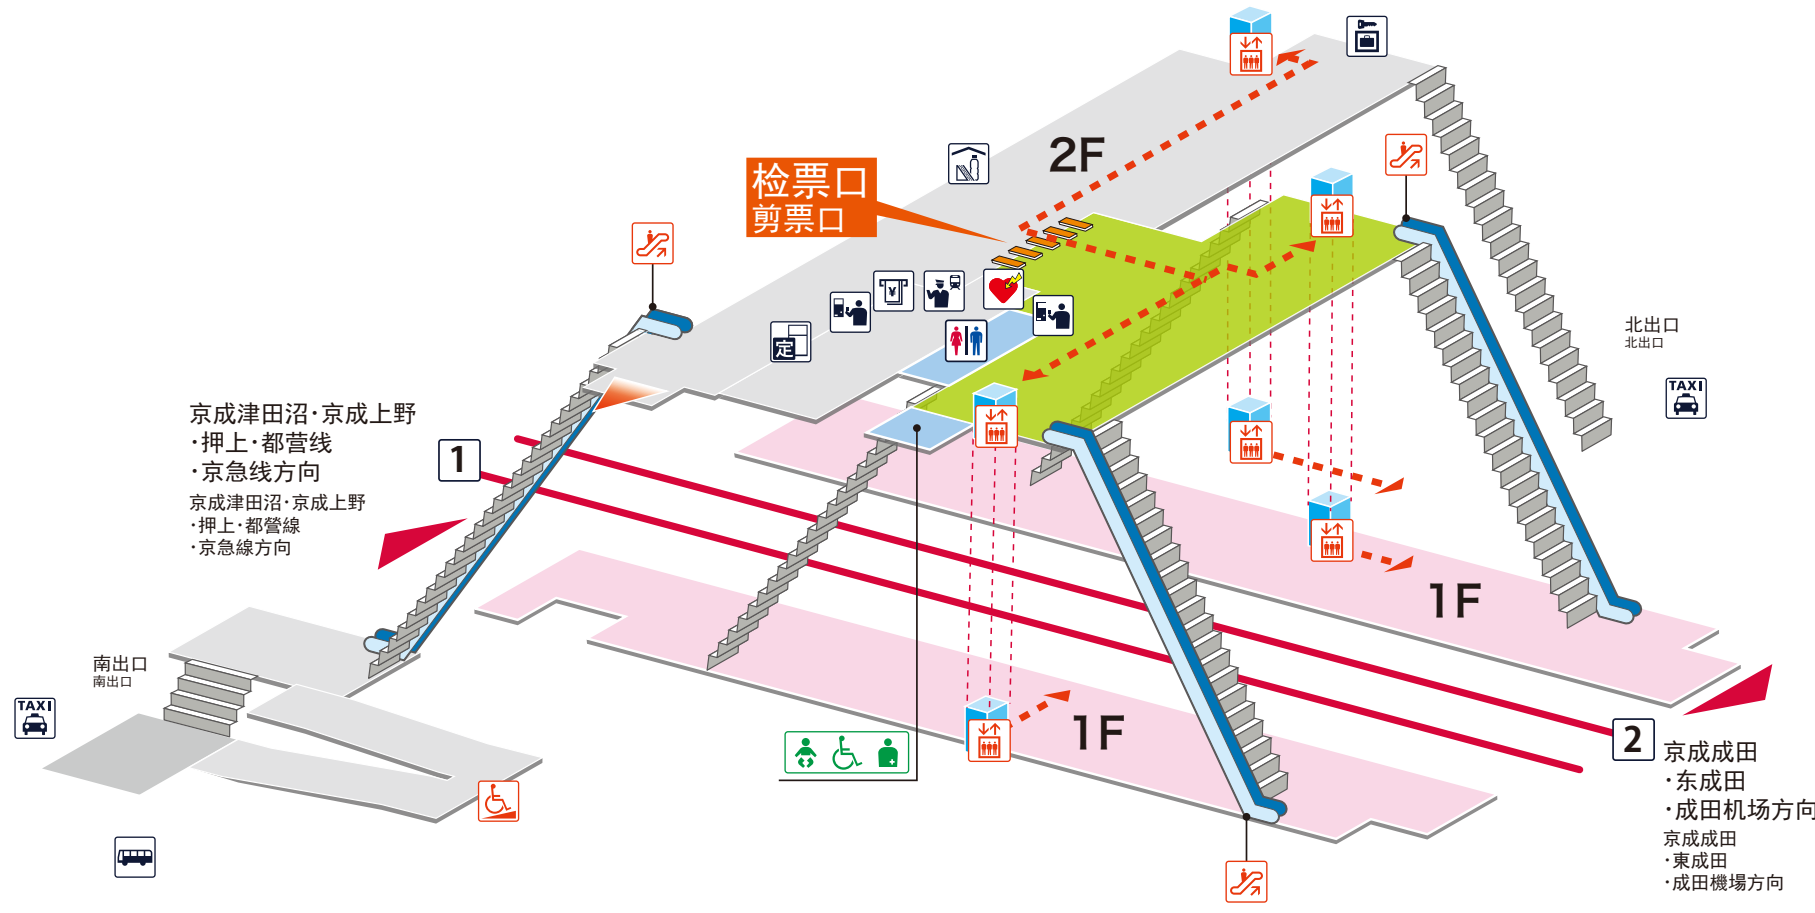 2F
检票口
剪票口
¥
定
北出口
北出口
TAXI
京成津田沼·京成上野
·押上·都营线
·京急线方向
京成津田沼·京成上野
·押上·都營線
·京急線方向
1
1F
南出口
南出口
TAXI
1F
2
京成成田
·东成田
·成田机场方向
京成成田
·東成田
·成田機場方向